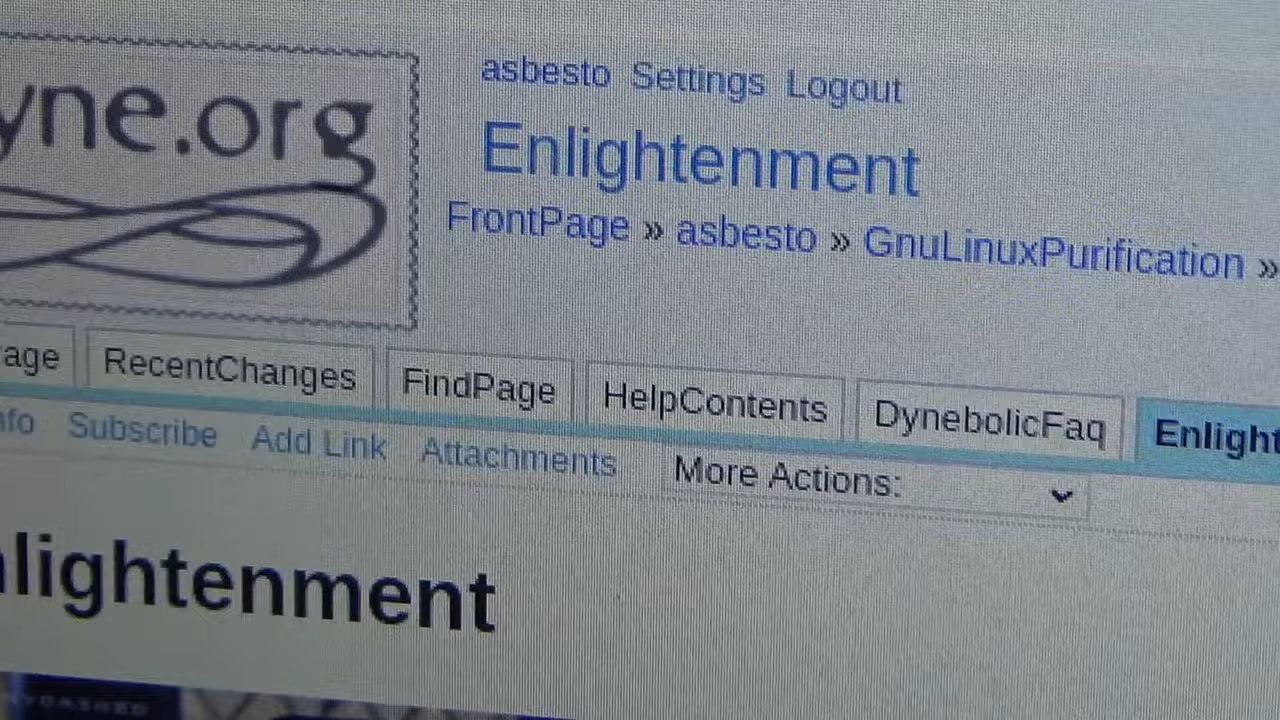 yne.org
asbesto Settings Logout
Enlightenment
FrontPage » asbesto » GnuLinuxPurification »
age RecentChanges FindPage HelpContents DynebolicFaq Enlight
nfo Subscribe Add Link Attachments More Actions:
nlightenment